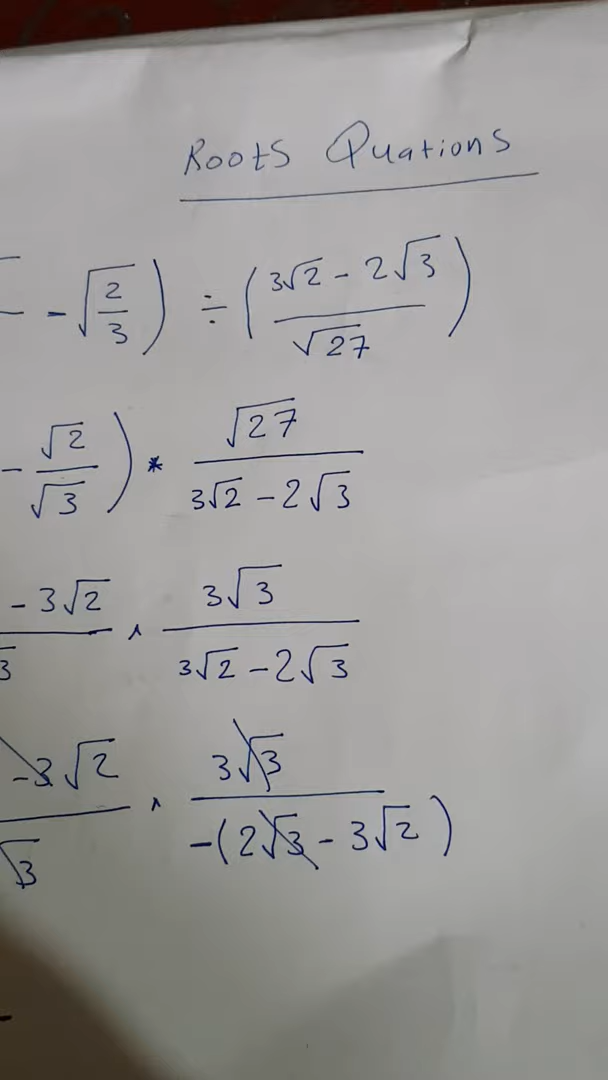 Roots Quations
- √(2/3) ) ÷ ( (3√2 - 2√3)/√27 )
- √2/√3 ) * √27/(3√2 - 2√3)
- 3√2/3 × 3√3/(3√2 - 2√3)
-3√2/√3 × 3√3/(-(2√3 - 3√2))